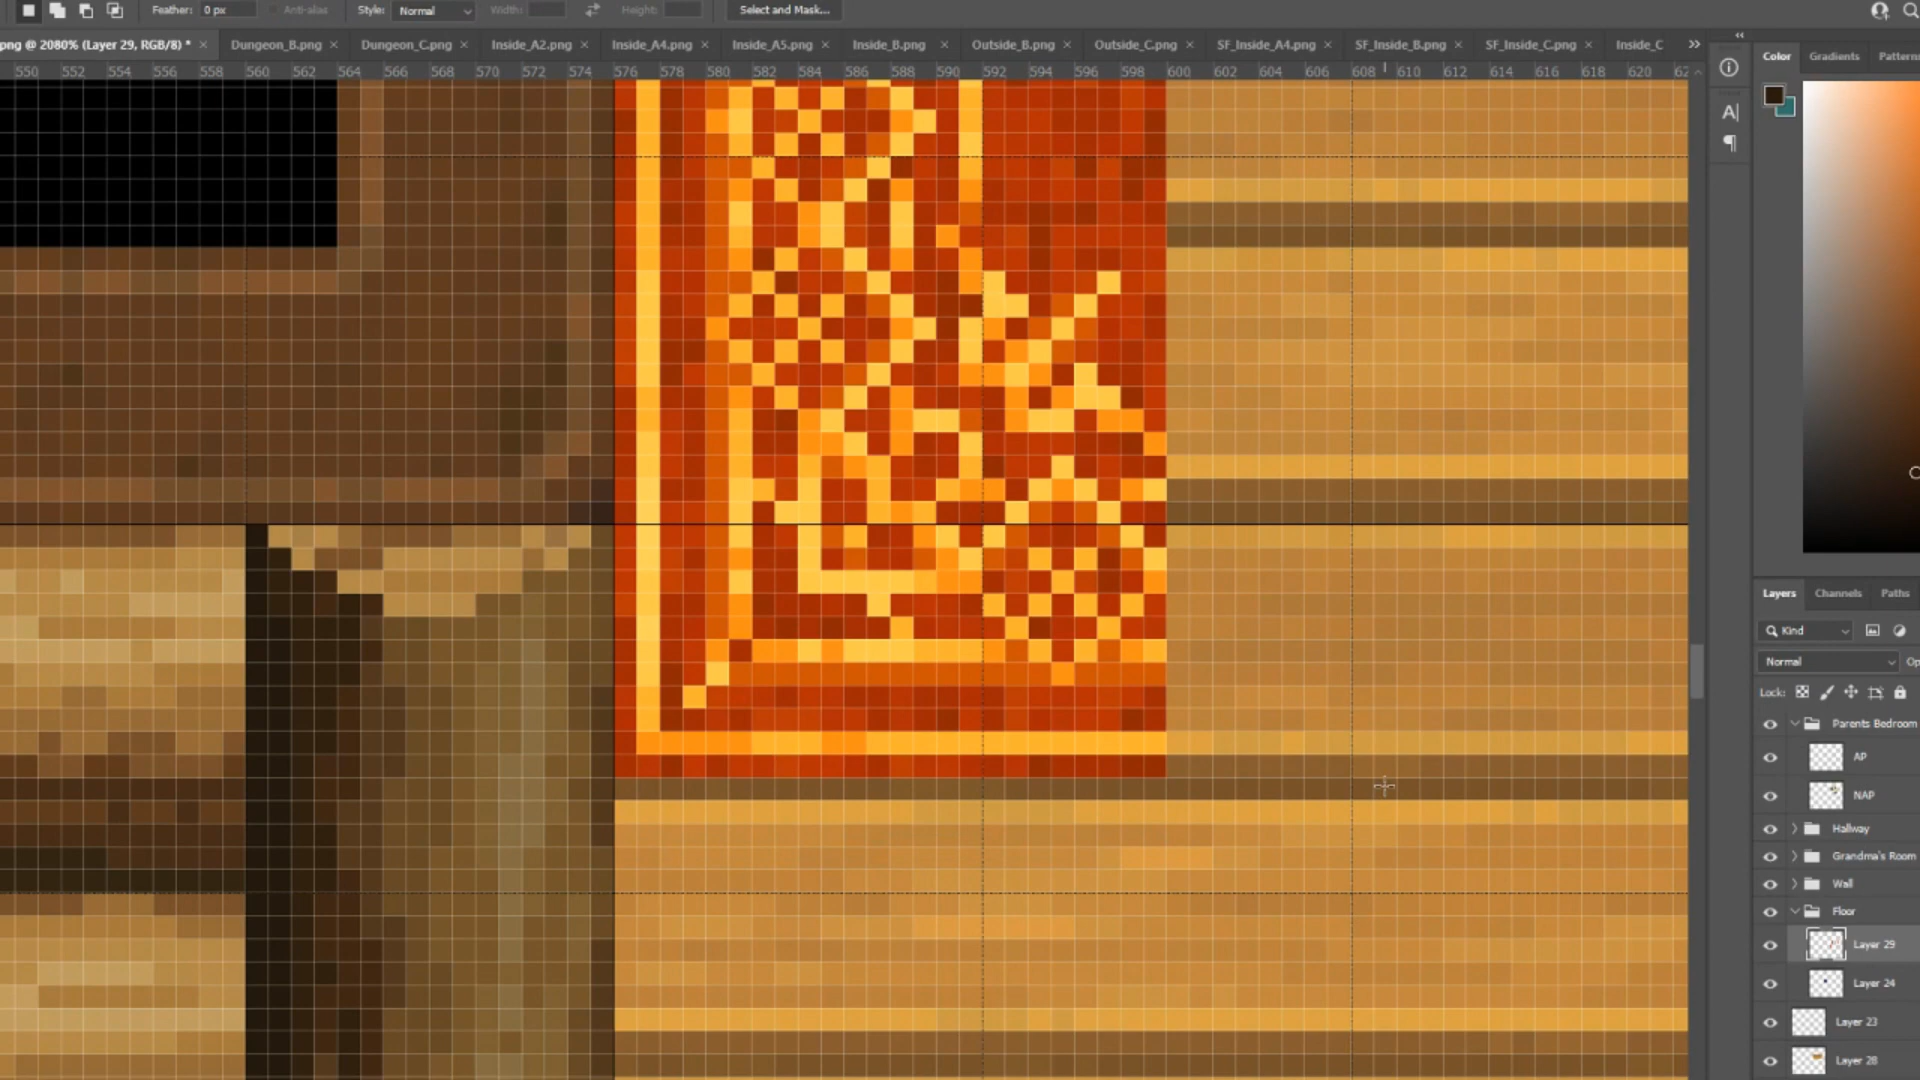 Feather: 0 px Anti-alias Style: Normal Width: Height: Select and Mask...
png @ 2080% (Layer 29, RGB/8) * × Dungeon_B.png × Dungeon_C.png × Inside_A2.png × Inside_A4.png × Inside_A5.png × Inside_B.png × Outside_B.png × Outside_C.png × SF_Inside_A4.png × SF_Inside_B.png × SF_Inside_C.png × Inside_C
550 552 554 556 558 560 562 564 566 568 570 572 574 576 578 580 582 584 586 588 590 592 594 596 598 600 602 604 606 608 610 612 614 616 618 620 62
Color Gradients Patterns
Layers Channels Paths
Kind
Normal Op
Lock:
Parents Bedroom
AP
NAP
Hallway
Grandma's Room
Wall
Floor
Layer 29
Layer 24
Layer 23
Layer 28